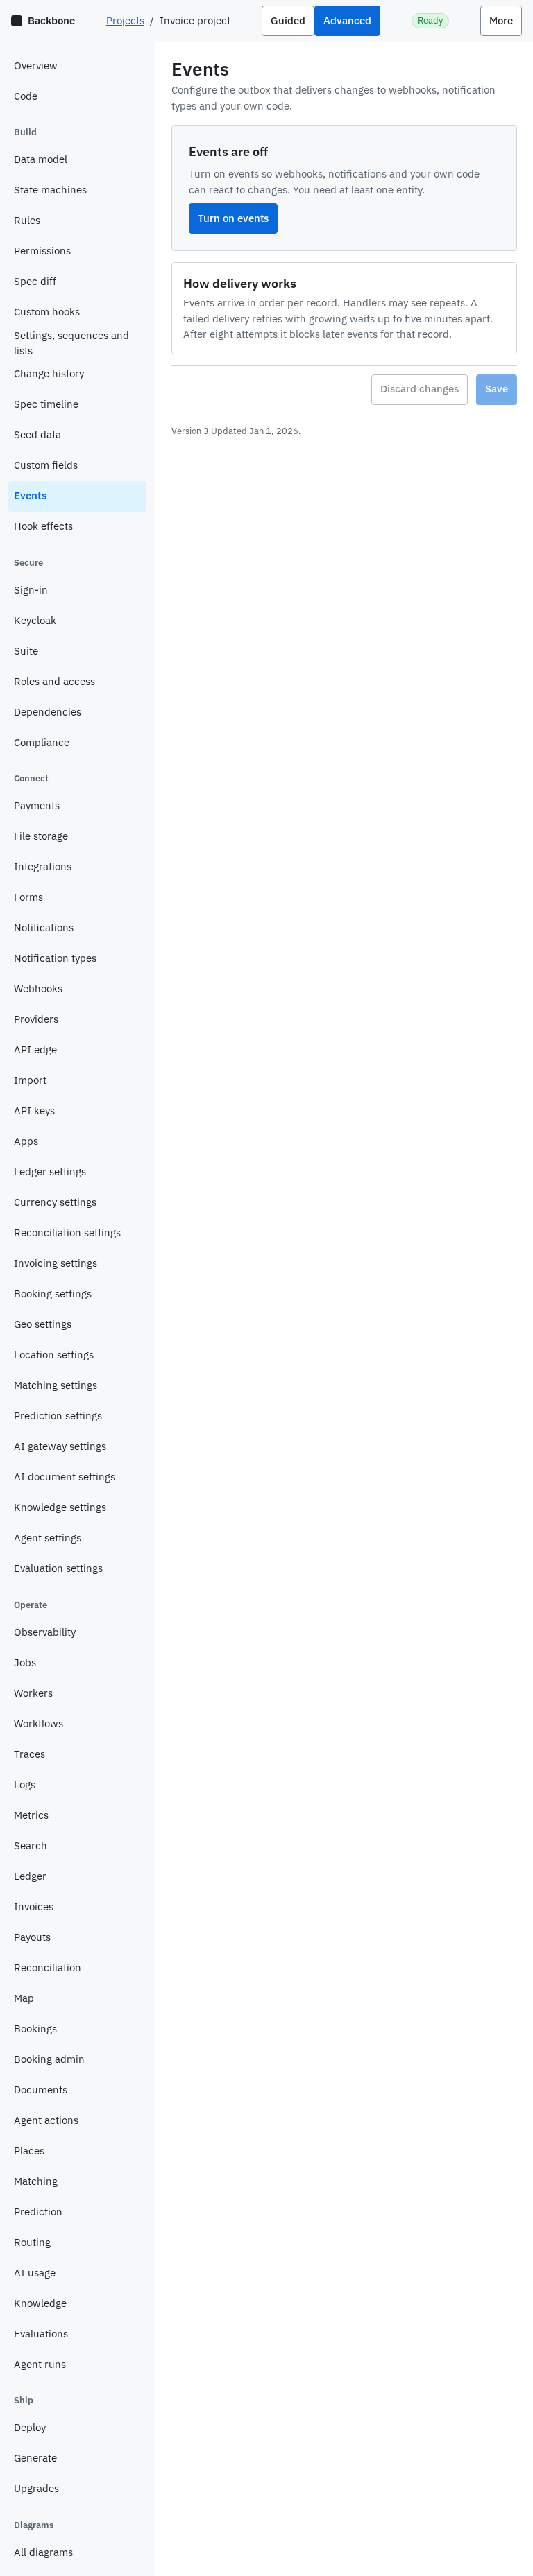 Backbone
Projects / Invoice project
Guided
Advanced
Ready
More
Overview
Code
Build
Data model
State machines
Rules
Permissions
Spec diff
Custom hooks
Settings, sequences and
lists
Change history
Spec timeline
Seed data
Custom fields
Events
Hook effects
Secure
Sign-in
Keycloak
Suite
Roles and access
Dependencies
Compliance
Connect
Payments
File storage
Integrations
Forms
Notifications
Notification types
Webhooks
Providers
API edge
Import
API keys
Apps
Ledger settings
Currency settings
Reconciliation settings
Invoicing settings
Booking settings
Geo settings
Location settings
Matching settings
Prediction settings
AI gateway settings
AI document settings
Knowledge settings
Agent settings
Evaluation settings
Operate
Observability
Jobs
Workers
Workflows
Traces
Logs
Metrics
Search
Ledger
Invoices
Payouts
Reconciliation
Map
Bookings
Booking admin
Documents
Agent actions
Places
Matching
Prediction
Routing
AI usage
Knowledge
Evaluations
Agent runs
Ship
Deploy
Generate
Upgrades
Diagrams
All diagrams
Events
Configure the outbox that delivers changes to webhooks, notification
types and your own code.
Events are off
Turn on events so webhooks, notifications and your own code
can react to changes. You need at least one entity.
Turn on events
How delivery works
Events arrive in order per record. Handlers may see repeats. A
failed delivery retries with growing waits up to five minutes apart.
After eight attempts it blocks later events for that record.
Discard changes
Save
Version 3 Updated Jan 1, 2026.